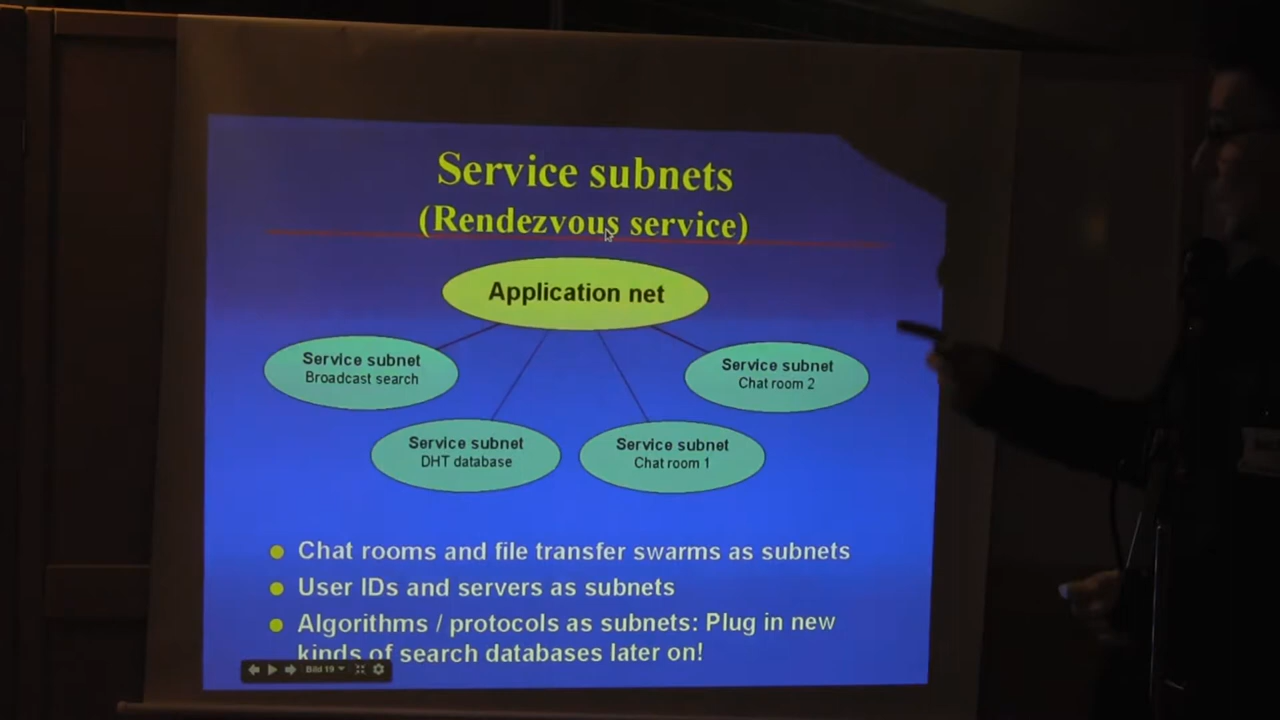 Service subnets
(Rendezvous service)
Application net
Service subnet
Broadcast search
Service subnet
Chat room 2
Service subnet
DHT database
Service subnet
Chat room 1
Chat rooms and file transfer swarms as subnets
User IDs and servers as subnets
Algorithms / protocols as subnets: Plug in new
kinds of search databases later on!
Bild 19